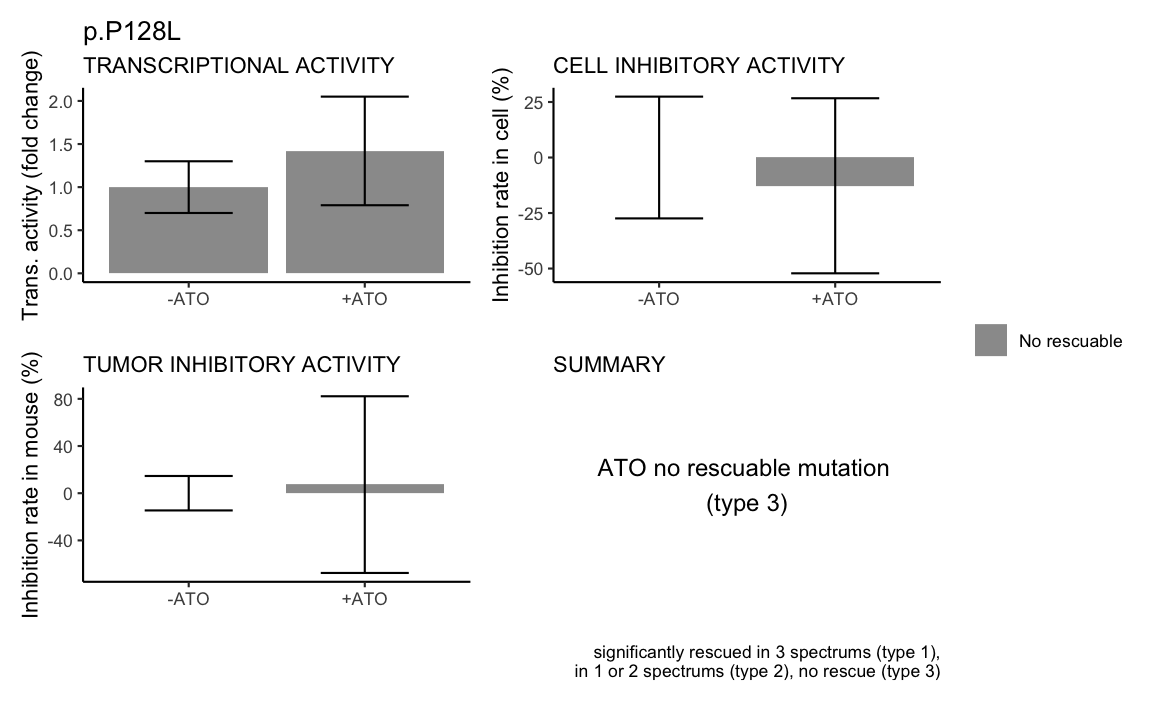 p.P128L
TRANSCRIPTIONAL ACTIVITY
Trans. activity (fold change)
2.0
1.5
1.0
0.5
0.0
-ATO
+ATO
CELL INHIBITORY ACTIVITY
Inhibition rate in cell (%)
25
0
-25
-50
-ATO
+ATO
No rescuable
TUMOR INHIBITORY ACTIVITY
Inhibition rate in mouse (%)
80
40
0
-40
-ATO
+ATO
SUMMARY
ATO no rescuable mutation
(type 3)
significantly rescued in 3 spectrums (type 1),
in 1 or 2 spectrums (type 2), no rescue (type 3)